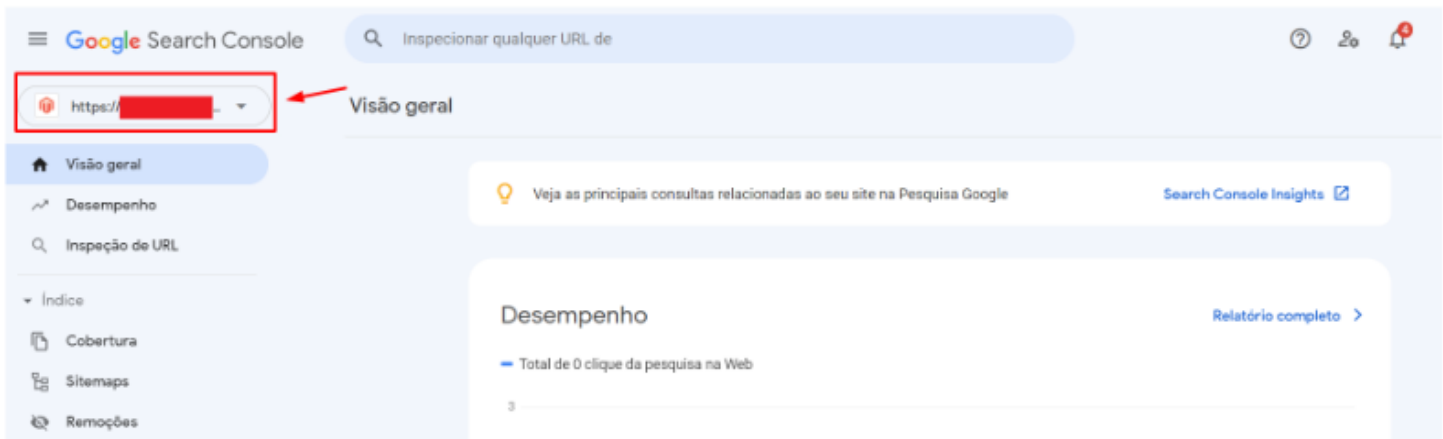 Google Search Console
Inspecionar qualquer URL de
4
https://
Visão geral
Visão geral
Desempenho
Inspeção de URL
Índice
Cobertura
Sitemaps
Remoções
Veja as principais consultas relacionadas ao seu site na Pesquisa Google
Search Console Insights
Desempenho
Relatório completo
Total de 0 clique da pesquisa na Web
3